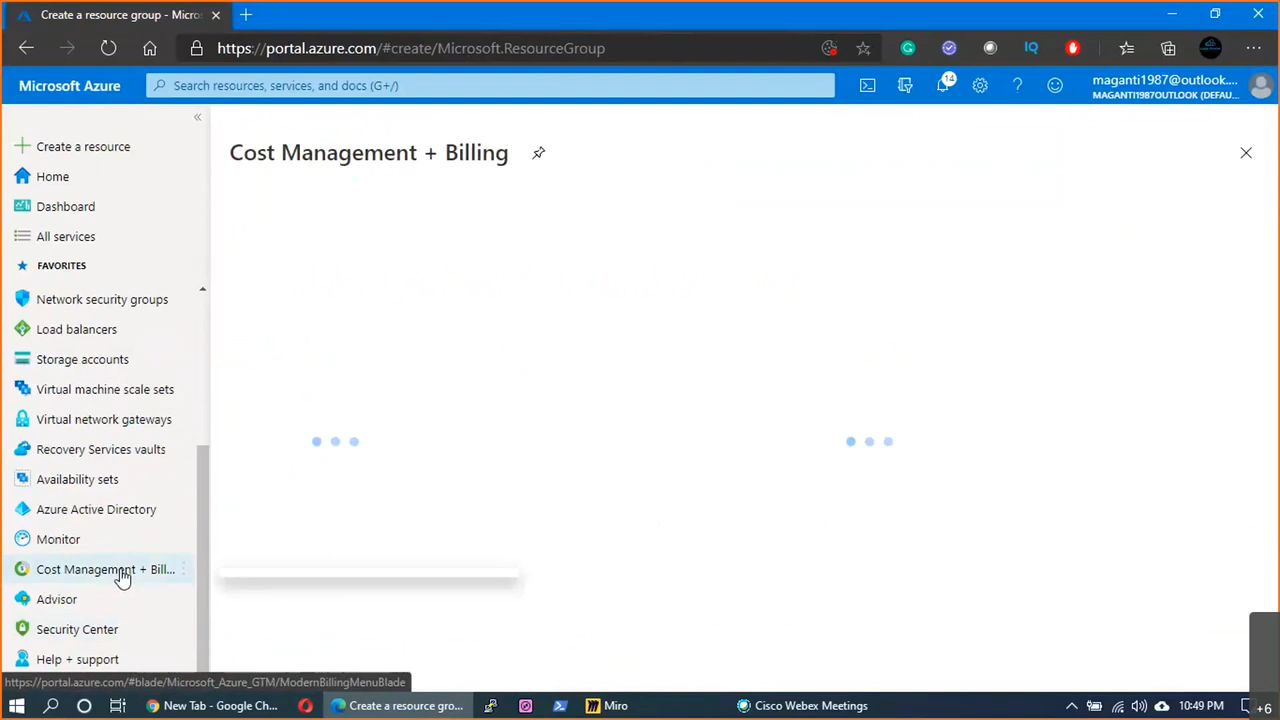 Create a resource group - Micros
https://portal.azure.com/#create/Microsoft.ResourceGroup
IQ
Microsoft Azure
Search resources, services, and docs (G+/)
14
maganti1987@outlook....
MAGANTI1987OUTLOOK (DEFAU...
Create a resource
Home
Dashboard
All services
FAVORITES
Network security groups
Load balancers
Storage accounts
Virtual machine scale sets
Virtual network gateways
Recovery Services vaults
Availability sets
Azure Active Directory
Monitor
Cost Management + Bill...
Advisor
Security Center
Help + support
Cost Management + Billing
https://portal.azure.com/#blade/Microsoft_Azure_GTM/ModernBillingMenuBlade
New Tab - Google Ch...
Create a resource gro...
Miro
Cisco Webex Meetings
10:49 PM
+6